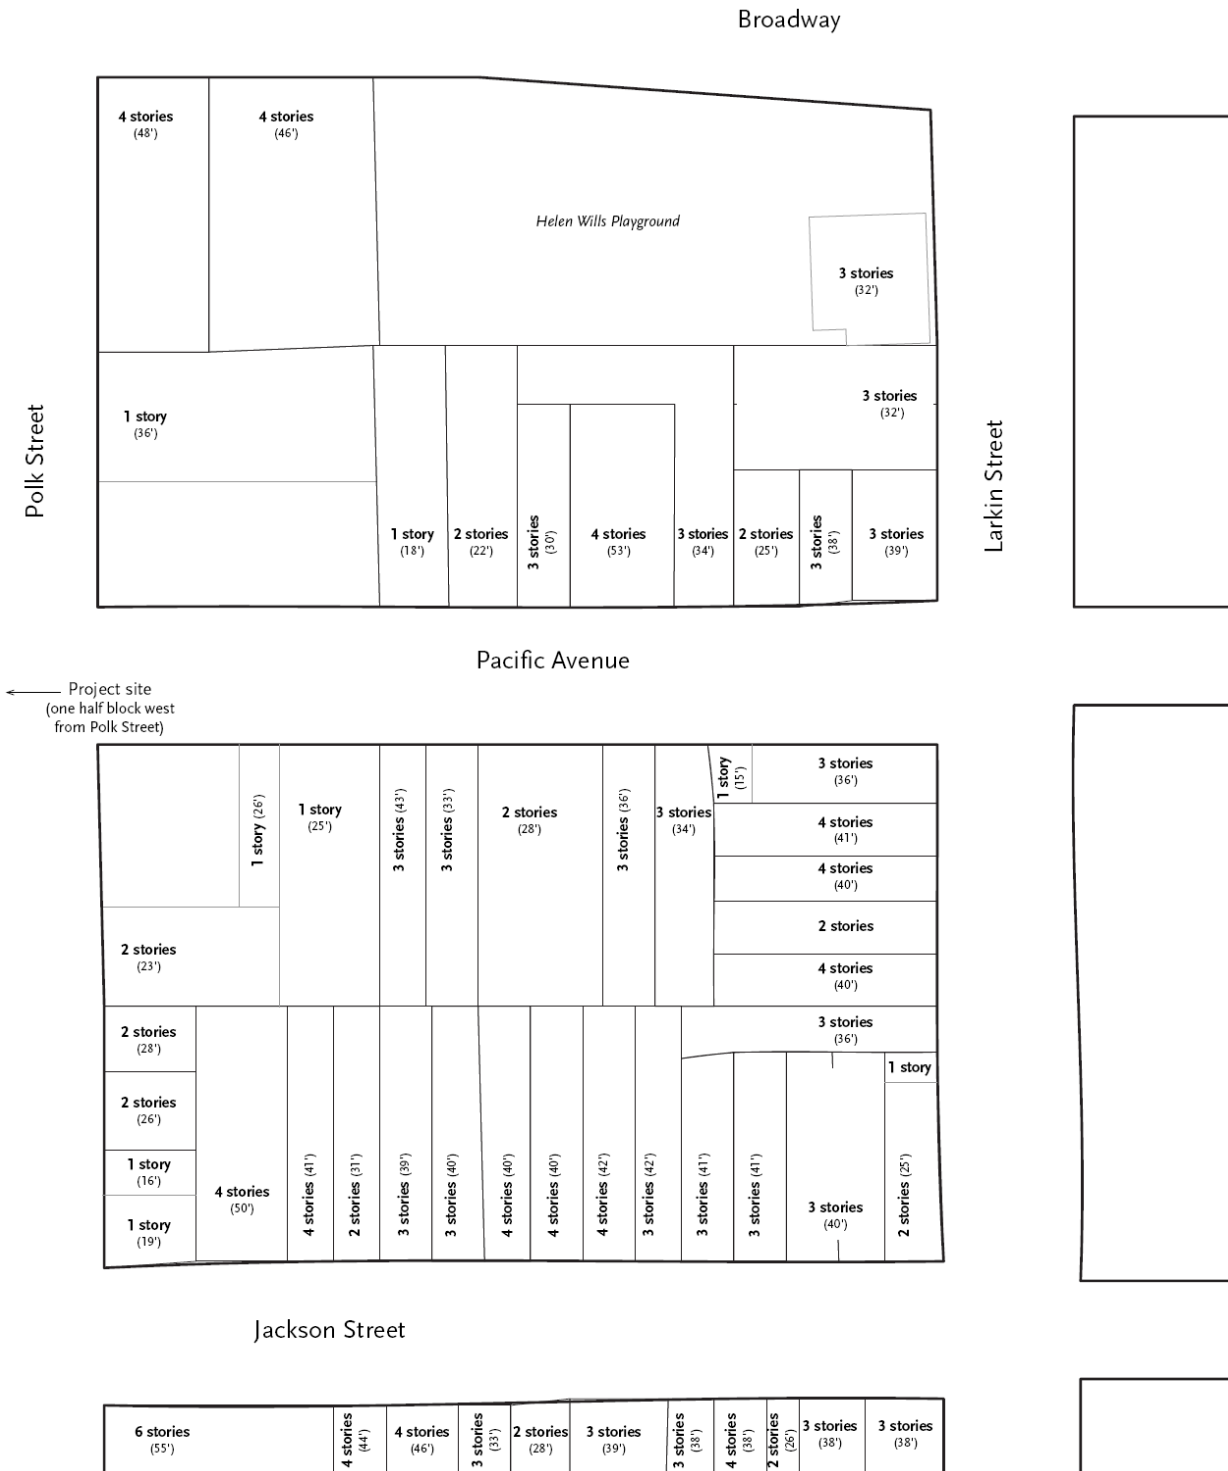 Broadway
4 stories
(48')
4 stories
(46')
Helen Wills Playground
3 stories
(32')
Polk Street
1 story
(36')
3 stories
(32')
Larkin Street
1 story
(18')
2 stories
(22')
3 stories
(30')
4 stories
(53')
3 stories
(34')
2 stories
(25')
3 stories
(38')
3 stories
(39')
Pacific Avenue
Project site
(one half block west
from Polk Street)
1 story (26')
1 story
(25')
3 stories (43')
3 stories (33')
2 stories
(28')
3 stories (36')
3 stories
(34')
1 story
(15')
3 stories
(36')
4 stories
(41')
4 stories
(40')
2 stories
4 stories
(40')
2 stories
(23')
2 stories
(28')
2 stories
(26')
1 story
(16')
1 story
(19')
3 stories
(36')
1 story
4 stories
(50')
4 stories (41')
2 stories (31')
3 stories (39')
3 stories (40')
4 stories (40')
4 stories (40')
4 stories (42')
3 stories (42')
3 stories (41')
3 stories (41')
3 stories
(40')
2 stories (25')
Jackson Street
6 stories
(55')
4 stories
(44')
4 stories
(46')
3 stories
(33')
2 stories
(28')
3 stories
(39')
3 stories
(38')
4 stories
(38')
2 stories
(26')
3 stories
(38')
3 stories
(38')